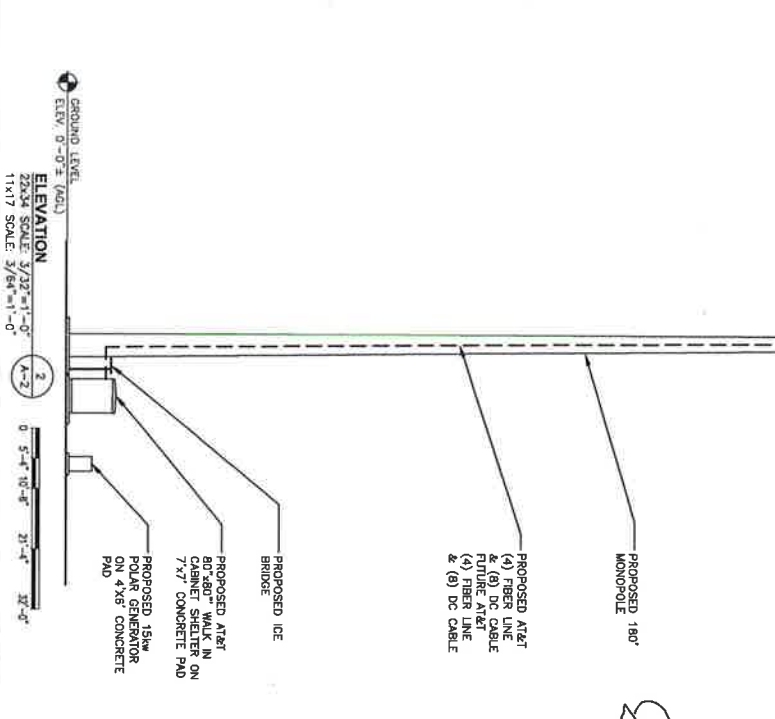 PROPOSED 180'
MONOPOLE
PROPOSED AT&T
(4) FIBER LINE
& (8) DC CABLE
FUTURE AT&T
(4) FIBER LINE
& (8) DC CABLE
PROPOSED ICE
BRIDGE
PROPOSED AT&T
80"x80" WALK IN
CABINET SHELTER ON
7'x7' CONCRETE PAD
PROPOSED 15kw
POLAR GENERATOR
ON 4'X6' CONCRETE
PAD
GROUND LEVEL
ELEV. 0'-0"± (AGL)
ELEVATION
22x34 SCALE: 3/32"=1'-0"
11x17 SCALE: 3/64"=1'-0"
2
A-2
0 5'-4" 10'-8" 21'-4" 32'-0"